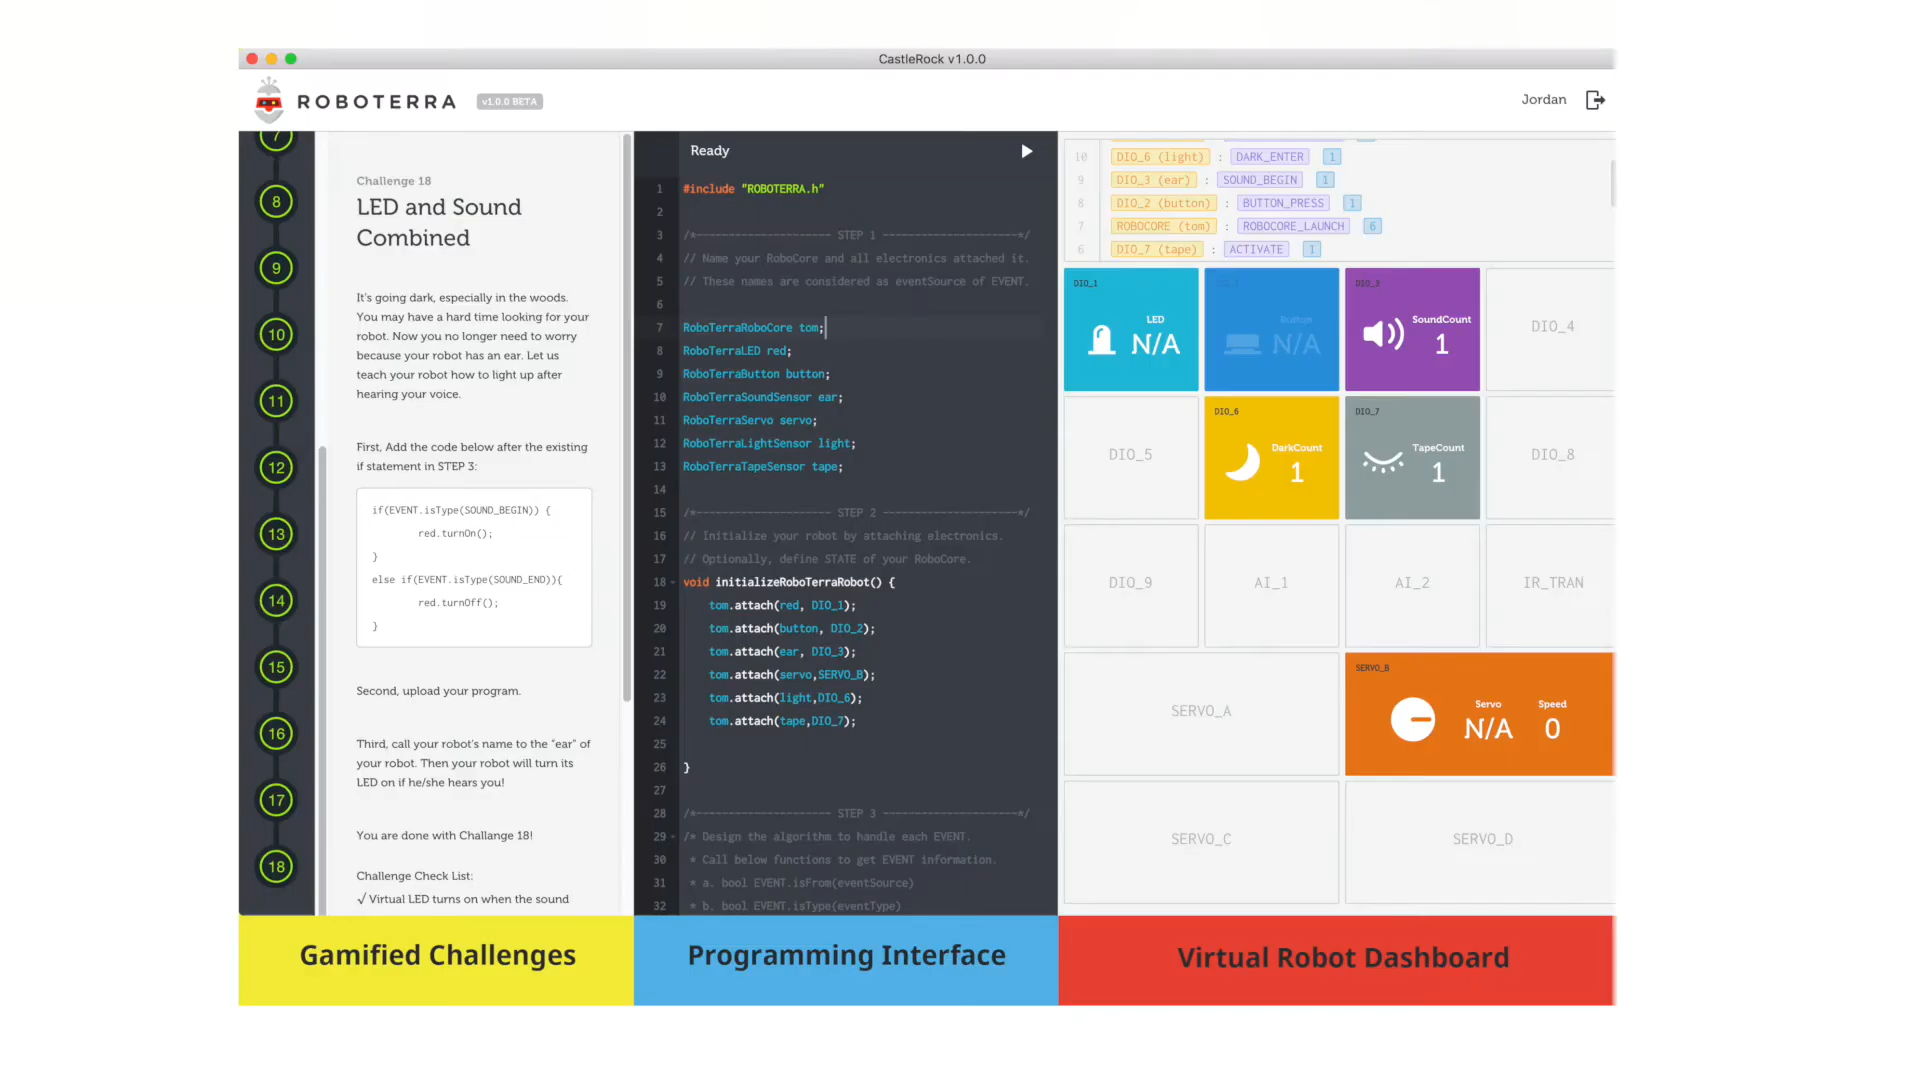 CastleRock v1.0.0
ROBOTERRA v1.0.0 BETA
Jordan
7
8
9
10
11
12
13
14
15
16
17
18
Challenge 18
LED and Sound
Combined
It's going dark, especially in the woods.
You may have a hard time looking for your
robot. Now you no longer need to worry
because your robot has an ear. Let us
teach your robot how to light up after
hearing your voice.
First, Add the code below after the existing
if statement in STEP 3:
if(EVENT.isType(SOUND_BEGIN)) {
red.turnOn();
}
else if(EVENT.isType(SOUND_END)){
red.turnOff();
}
Second, upload your program.
Third, call your robot's name to the "ear" of
your robot. Then your robot will turn its
LED on if he/she hears you!
You are done with Challange 18!
Challenge Check List:
√ Virtual LED turns on when the sound
Ready
1 #include "ROBOTERRA.h"
2
3 /*---------------------- STEP 1 ----------------------*/
4 // Name your RoboCore and all electronics attached it.
5 // These names are considered as eventSource of EVENT.
6
7 RoboTerraRoboCore tom;
8 RoboTerraLED red;
9 RoboTerraButton button;
10 RoboTerraSoundSensor ear;
11 RoboTerraServo servo;
12 RoboTerraLightSensor light;
13 RoboTerraTapeSensor tape;
14
15 /*---------------------- STEP 2 ----------------------*/
16 // Initialize your robot by attaching electronics.
17 // Optionally, define STATE of your RoboCore.
18 void initializeRoboTerraRobot() {
19 tom.attach(red, DIO_1);
20 tom.attach(button, DIO_2);
21 tom.attach(ear, DIO_3);
22 tom.attach(servo,SERVO_B);
23 tom.attach(light,DIO_6);
24 tom.attach(tape,DIO_7);
25
26 }
27
28 /*---------------------- STEP 3 ----------------------*/
29 /* Design the algorithm to handle each EVENT.
30 * Call below functions to get EVENT information.
31 * a. bool EVENT.isFrom(eventSource)
32 * b. bool EVENT.isType(eventType)
10 DIO_6 (light) : DARK_ENTER 1
9 DIO_3 (ear) : SOUND_BEGIN 1
8 DIO_2 (button) : BUTTON_PRESS 1
7 ROBOCORE (tom) : ROBOCORE_LAUNCH 6
6 DIO_7 (tape) : ACTIVATE 1
DIO_1
LED
N/A
Button
N/A
DIO_3
SoundCount
1
DIO_4
DIO_5
DIO_6
DarkCount
1
DIO_7
TapeCount
1
DIO_8
DIO_9
AI_1
AI_2
IR_TRAN
SERVO_A
SERVO_B
Servo
N/A
Speed
0
SERVO_C
SERVO_D
Gamified Challenges
Programming Interface
Virtual Robot Dashboard